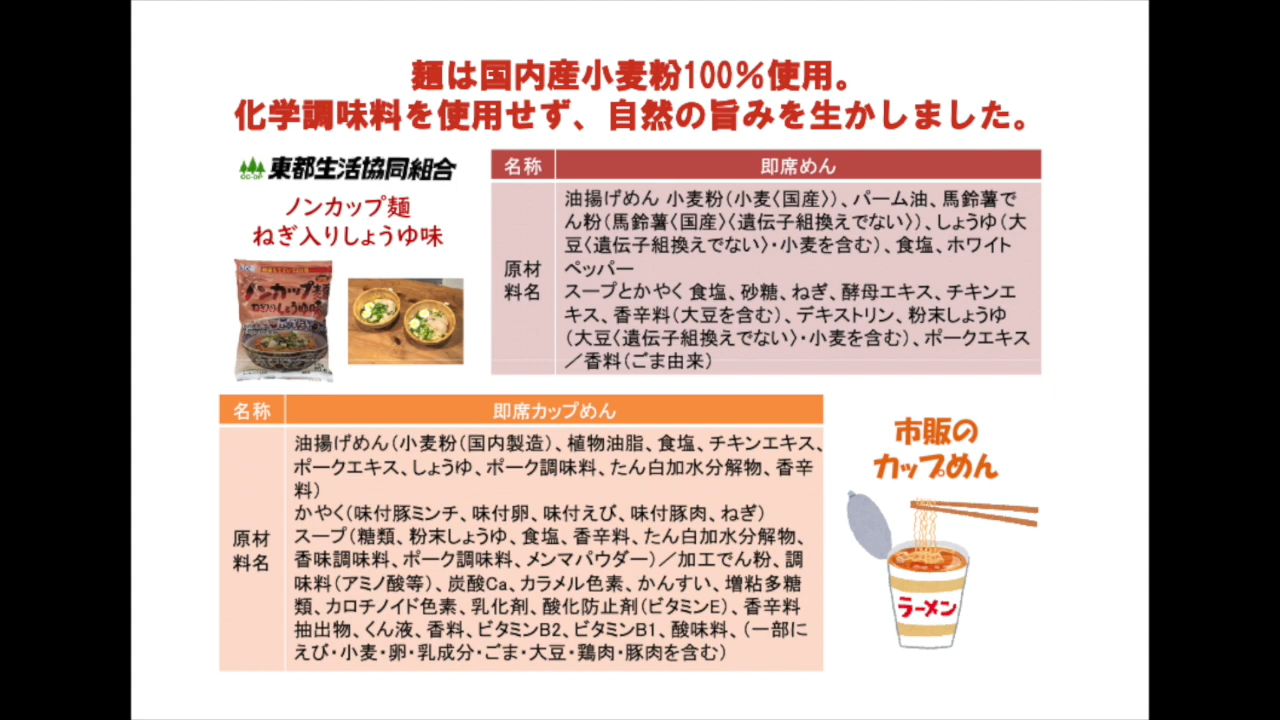 麺は国内産小麦粉100%使用。
化学調味料を使用せず、自然の旨みを生かしました。
CO-OP 東都生活協同組合
ノンカップ麺
ねぎ入りしょうゆ味
ノンカップ麺
ねぎ入りしょうゆ味
名称 即席めん
原材料名
油揚げめん 小麦粉(小麦〈国産〉)、パーム油、馬鈴薯で
ん粉(馬鈴薯〈国産〉〈遺伝子組換えでない〉)、しょうゆ(大
豆〈遺伝子組換えでない〉・小麦を含む)、食塩、ホワイト
ペッパー
スープとかやく 食塩、砂糖、ねぎ、酵母エキス、チキンエ
キス、香辛料(大豆を含む)、デキストリン、粉末しょうゆ
(大豆〈遺伝子組換えでない〉・小麦を含む)、ポークエキス
/香料(ごま由来)
名称 即席カップめん
原材料名
油揚げめん(小麦粉(国内製造)、植物油脂、食塩、チキンエキス、
ポークエキス、しょうゆ、ポーク調味料、たん白加水分解物、香辛
料)
かやく(味付豚ミンチ、味付卵、味付えび、味付豚肉、ねぎ)
スープ(糖類、粉末しょうゆ、食塩、香辛料、たん白加水分解物、
香味調味料、ポーク調味料、メンマパウダー)/加工でん粉、調
味料(アミノ酸等)、炭酸Ca、カラメル色素、かんすい、増粘多糖
類、カロチノイド色素、乳化剤、酸化防止剤(ビタミンE)、香辛料
抽出物、くん液、香料、ビタミンB2、ビタミンB1、酸味料、(一部に
えび・小麦・卵・乳成分・ごま・大豆・鶏肉・豚肉を含む)
市販の
カップめん
ラーメン